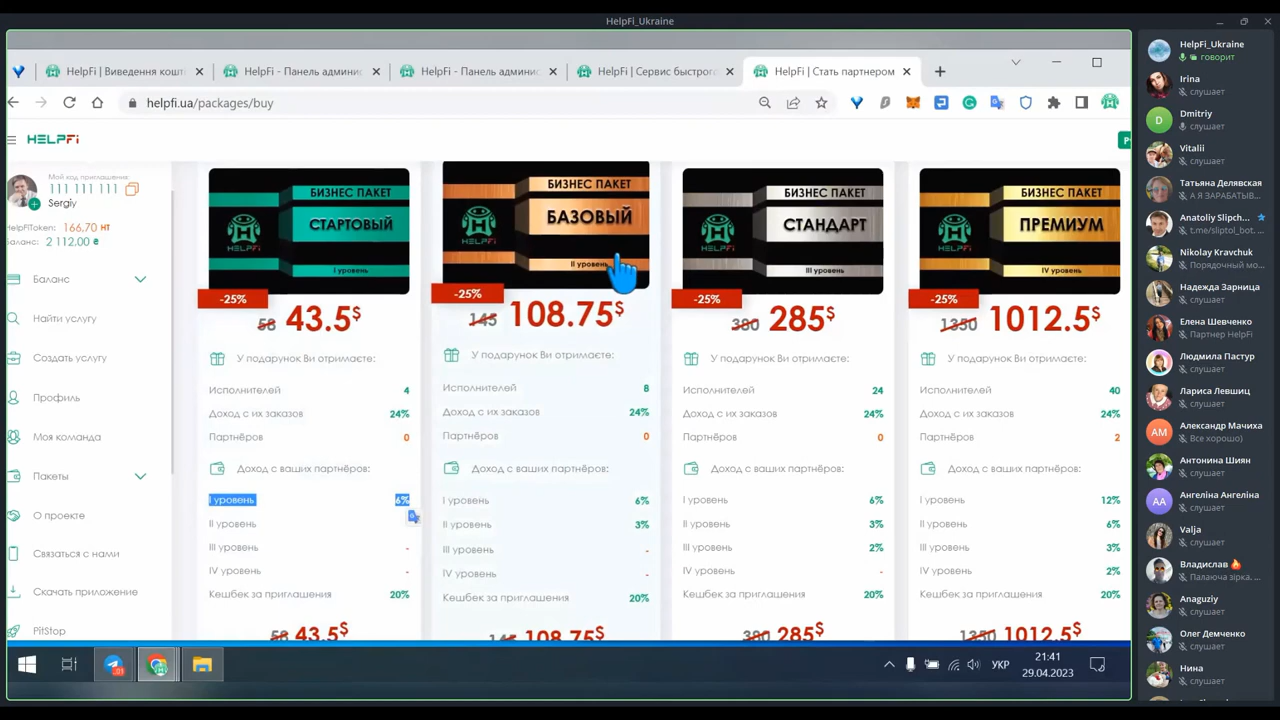 HelpFi_Ukraine
HelpFi | Виведення кошті
HelpFi - Панель админис
HelpFi - Панель админис
HelpFi | Сервис быстрог
HelpFi | Стать партнером
helpfi.ua/packages/buy
HELPFi
Мой код приглашения:
111 111 111
Sergiy
HelpFiToken: 166.70 HT
Баланс: 2 112.00 ₴
Баланс
Найти услугу
Создать услугу
Профиль
Моя команда
Пакеты
О проекте
Связаться с нами
Скачать приложение
PitStop
БИЗНЕС ПАКЕТ
СТАРТОВЫЙ
HELPFi
I уровень
-25%
58 43.5$
У подарунок Ви отримаєте:
Исполнителей 4
Доход с их заказов 24%
Партнёров 0
Доход с ваших партнёров:
I уровень 6%
II уровень -
III уровень -
IV уровень -
Кешбек за приглашения 20%
58 43.5$
БИЗНЕС ПАКЕТ
БАЗОВЫЙ
HELPFi
II уровень
-25%
145 108.75$
У подарунок Ви отримаєте:
Исполнителей 8
Доход с их заказов 24%
Партнёров 0
Доход с ваших партнёров:
I уровень 6%
II уровень 3%
III уровень -
IV уровень -
Кешбек за приглашения 20%
145 108.75$
БИЗНЕС ПАКЕТ
СТАНДАРТ
HELPFi
III уровень
-25%
380 285$
У подарунок Ви отримаєте:
Исполнителей 24
Доход с их заказов 24%
Партнёров 0
Доход с ваших партнёров:
I уровень 6%
II уровень 3%
III уровень 2%
IV уровень -
Кешбек за приглашения 20%
380 285$
БИЗНЕС ПАКЕТ
ПРЕМИУМ
HELPFi
IV уровень
-25%
1350 1012.5$
У подарунок Ви отримаєте:
Исполнителей 40
Доход с их заказов 24%
Партнёров 2
Доход с ваших партнёров:
I уровень 12%
II уровень 6%
III уровень 3%
IV уровень 2%
Кешбек за приглашения 20%
1350 1012.5$
УКР
21:41
29.04.2023
HelpFi_Ukraine
говорит
Irina
слушает
D
Dmitriy
слушает
Vitalii
слушает
Татьяна Делявская
А Я ЗАРАБАТЫВ...
Anatoliy Slipch...
t.me/sliptol_bot. ...
Nikolay Kravchuk
Порядочный мо...
Надежда Зарница
слушает
Елена Шевченко
Партнер HelpFi
Людмила Пастур
слушает
Лариса Левшиц
слушает
АМ
Александр Мачиха
Все хорошо)
Антонина Шиян
слушает
АА
Ангеліна Ангеліна
слушает
Valja
слушает
Владислав
Палаюча зірка. ...
Anaguziy
слушает
Олег Демченко
слушает
Нина
слушает